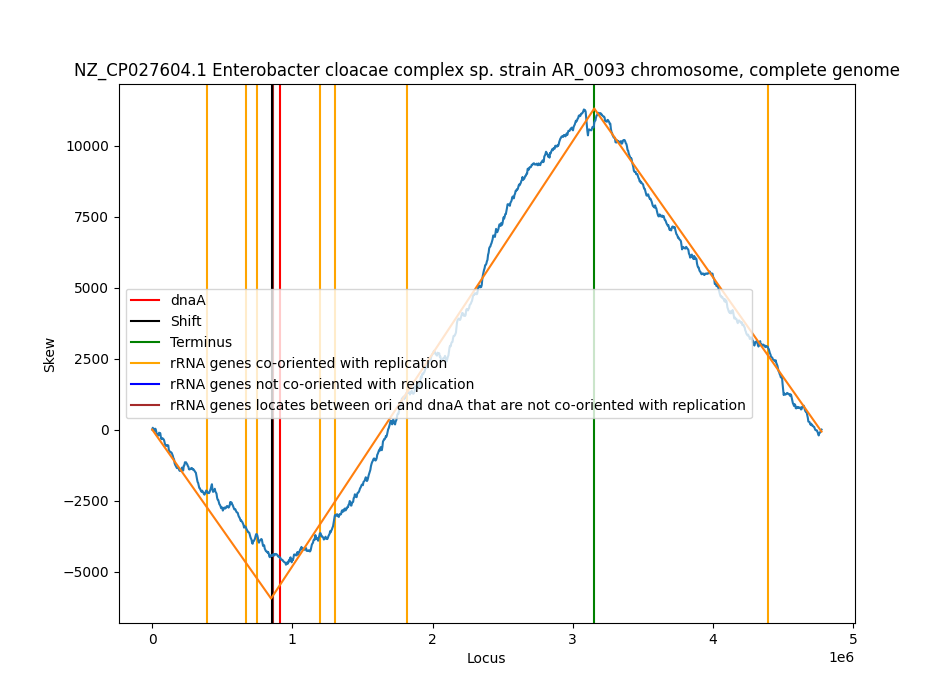 NZ_CP027604.1 Enterobacter cloacae complex sp. strain AR_0093 chromosome, complete genome
10000
7500
5000
2500
0
−2500
−5000
Skew
dnaA
Shift
Terminus
rRNA genes co-oriented with replication
rRNA genes not co-oriented with replication
rRNA genes locates between ori and dnaA that are not co-oriented with replication
0 1 2 3 4 5
1e6
Locus